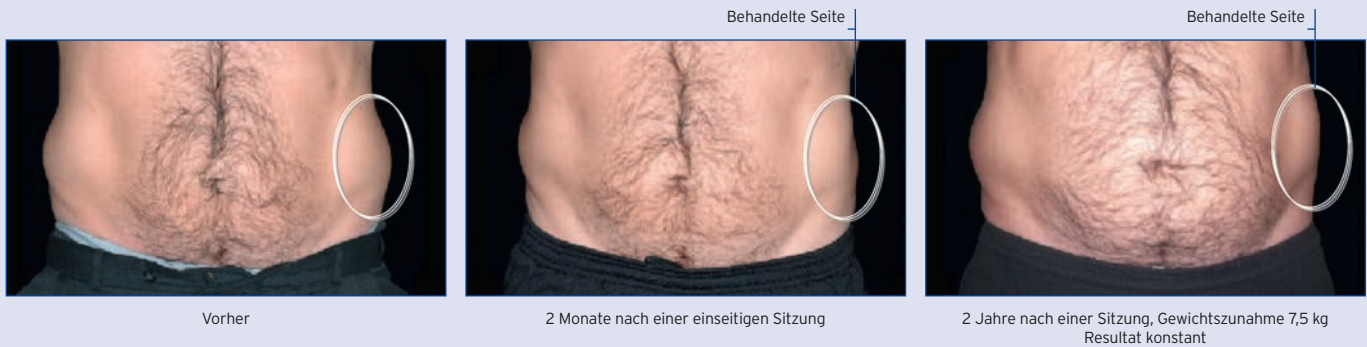 Behandelte Seite
Behandelte Seite
Vorher
2 Monate nach einer einseitigen Sitzung
2 Jahre nach einer Sitzung, Gewichtszunahme 7,5 kg
Resultat konstant